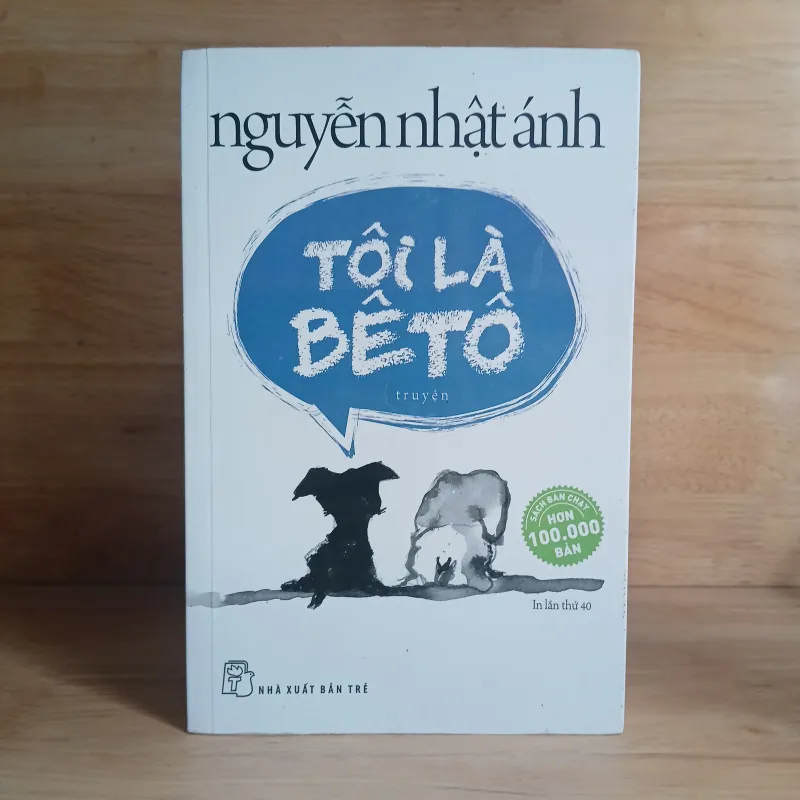 nguyễn nhật ánh
TÔi LÀ
BÊTÔ
truyện
SÁCH BÁN CHẠY
HƠN
100.000
BẢN
In lần thứ 40
T
NHÀ XUẤT BẢN TRẺ